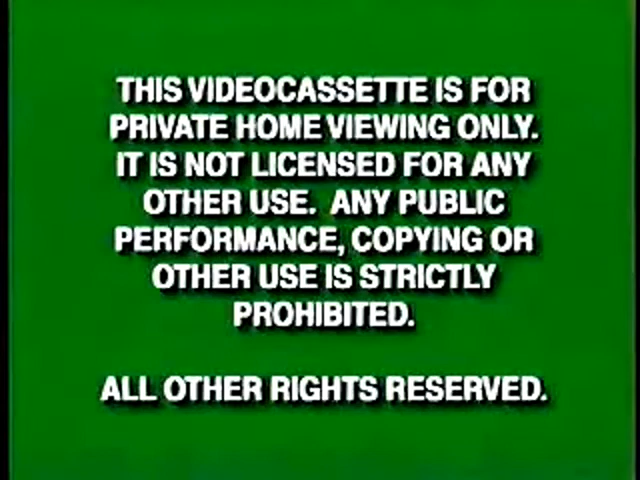 THIS VIDEOCASSETTE IS FOR
PRIVATE HOME VIEWING ONLY.
IT IS NOT LICENSED FOR ANY
OTHER USE.  ANY PUBLIC
PERFORMANCE, COPYING OR
OTHER USE IS STRICTLY
PROHIBITED.
ALL OTHER RIGHTS RESERVED.